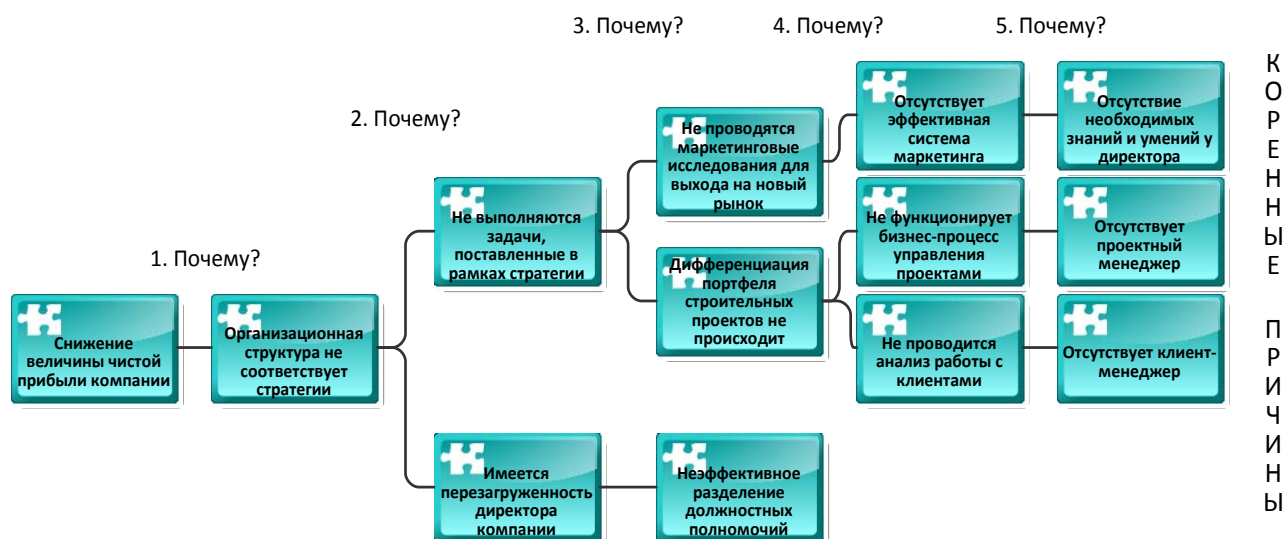 3. Почему?
4. Почему?
5. Почему?
2. Почему?
1. Почему?
Снижение
величины чистой
прибыли компании
Организационная
структура не
соответствует
стратегии
Не выполняются
задачи,
поставленные в
рамках стратегии
Имеется
перезагруженность
директора
компании
Не проводятся
маркетинговые
исследования для
выхода на новый
рынок
Дифференциация
портфеля
строительных
проектов не
происходит
Неэффективное
разделение
должностных
полномочий
Отсутствует
эффективная
система
маркетинга
Не функционирует
бизнес-процесс
управления
проектами
Не проводится
анализ работы с
клиентами
Отсутствие
необходимых
знаний и умений у
директора
Отсутствует
проектный
менеджер
Отсутствует клиент-
менеджер
КОРЕННЫЕ ПРИЧИНЫ